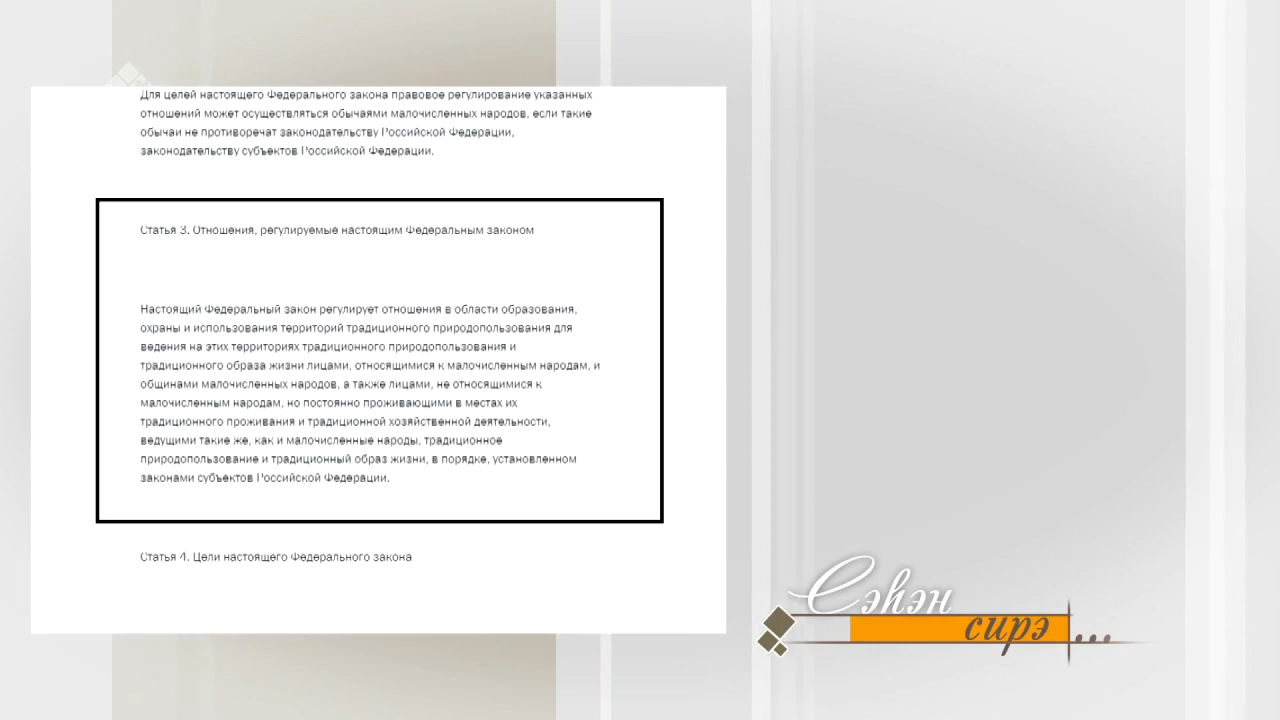 Для целей настоящего Федерального закона правовое регулирование указанных
отношений может осуществляться обычаями малочисленных народов, если такие
обычаи не противоречат законодательству Российской Федерации,
законодательству субъектов Российской Федерации.
Статья 3. Отношения, регулируемые настоящим Федеральным законом
Настоящий Федеральный закон регулирует отношения в области образования,
охраны и использования территорий традиционного природопользования для
ведения на этих территориях традиционного природопользования и
традиционного образа жизни лицами, относящимися к малочисленным народам, и
общинами малочисленных народов, а также лицами, не относящимися к
малочисленным народам, но постоянно проживающими в местах их
традиционного проживания и традиционной хозяйственной деятельности,
ведущими такие же, как и малочисленные народы, традиционное
природопользование и традиционный образ жизни, в порядке, установленном
законами субъектов Российской Федерации.
Статья 4. Цели настоящего Федерального закона
Сэһэн
сирэ...